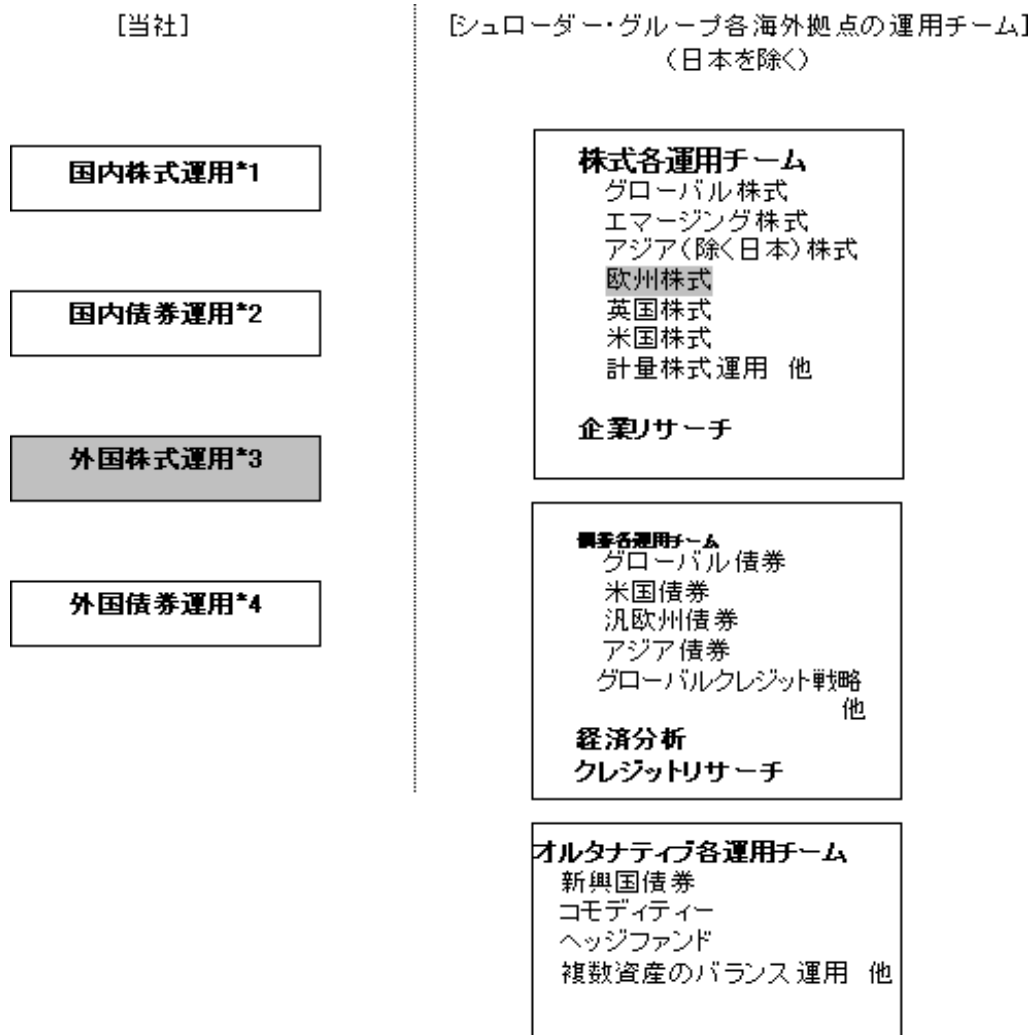 [当社]
国内株式運用*1
国内債券運用*2
外国株式運用*3
外国債券運用*4
[シュローダー・グループ各海外拠点の運用チーム]
（日本を除く）
株式各運用チーム
グローバル株式
エマージング株式
アジア（除く日本）株式
欧州株式
英国株式
米国株式
計量株式運用 他
企業リサーチ
債券各運用チーム
グローバル債券
米国債券
汎欧州債券
アジア債券
グローバルクレジット戦略
他
経済分析
クレジットリサーチ
オルタナティブ各運用チーム
新興国債券
コモディティー
ヘッジファンド
複数資産のバランス運用 他